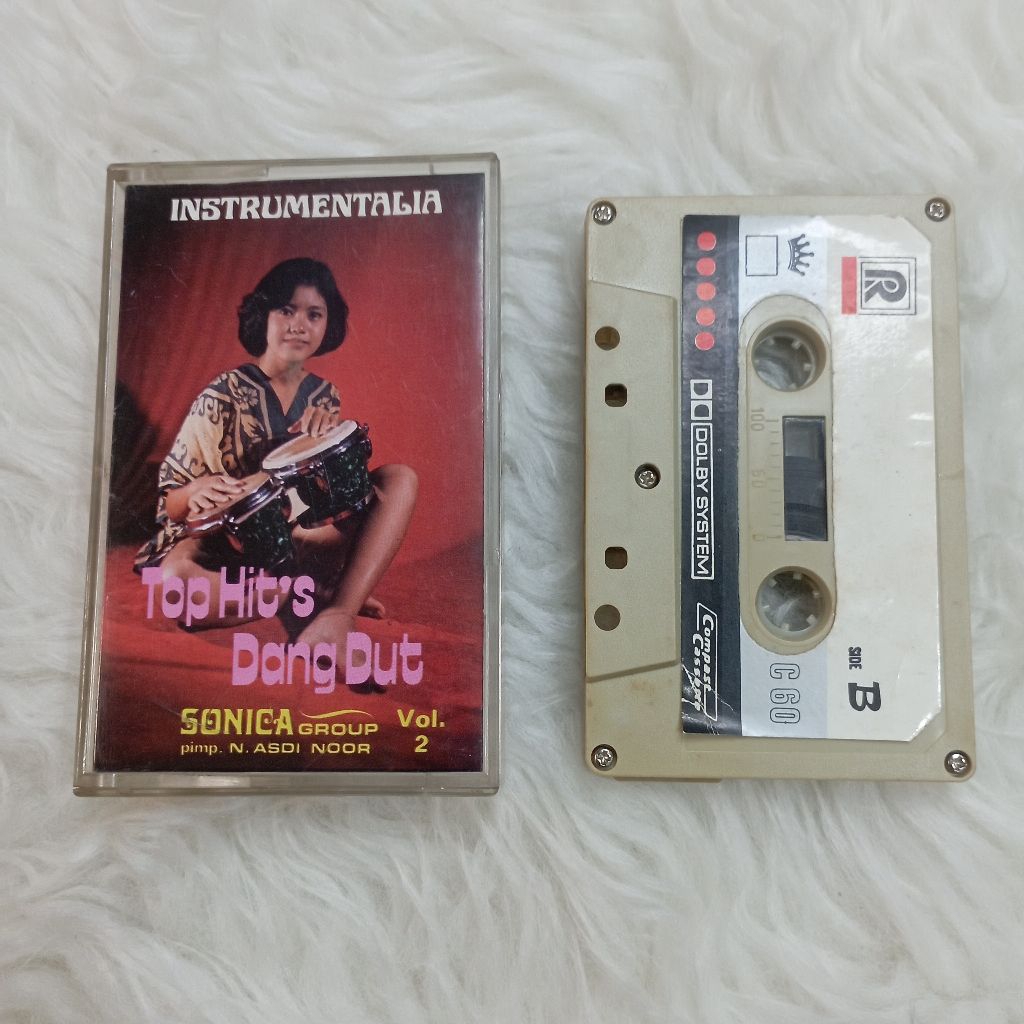 INSTRUMENTALIA
Top Hit's
Dang Dut
SONICA GROUP
pimp. N. ASDI NOOR
Vol.
2
R
DOLBY SYSTEM
Compact
Cassette
100
50
0
C 60
SIDE B